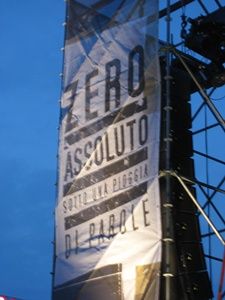 ZERO
ASSOLUTO
SOTTO UNA PIOGGIA
DI PAROLE